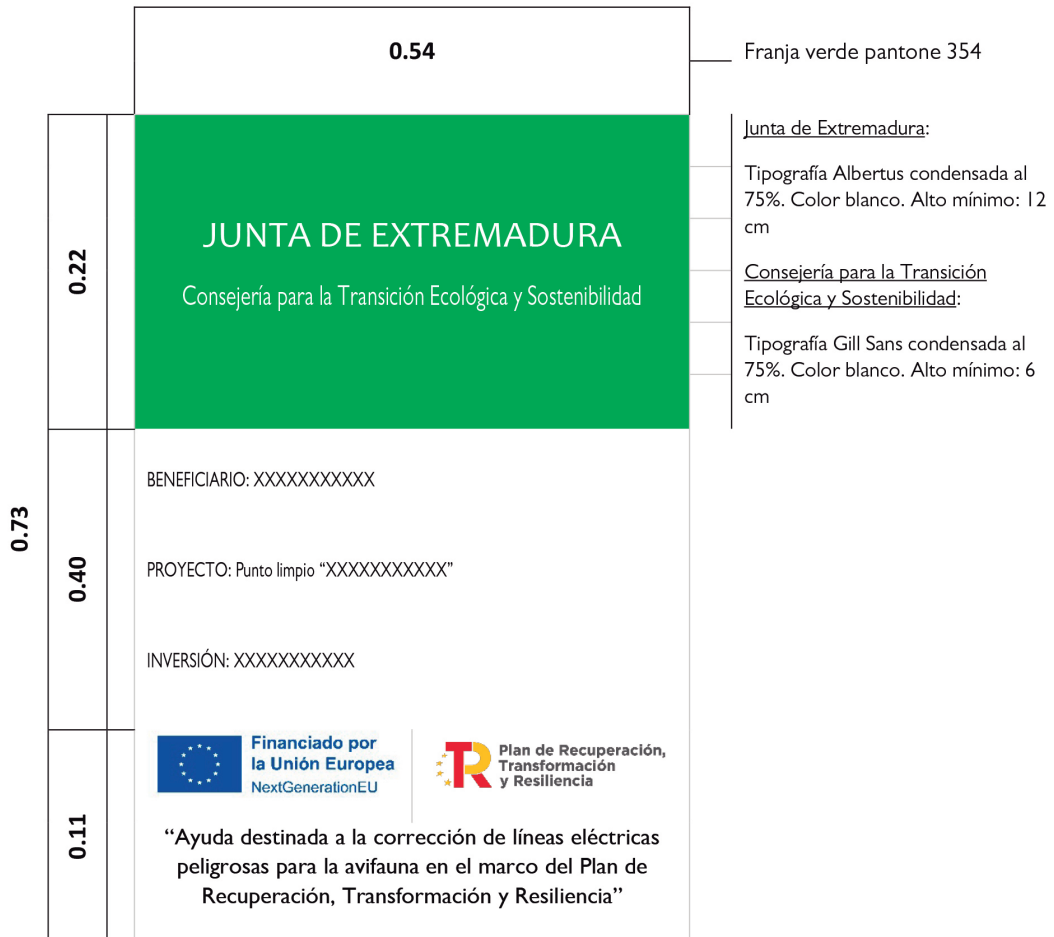 0.54
Franja verde pantone 354
0.73
0.22
JUNTA DE EXTREMADURA
Consejería para la Transición Ecológica y Sostenibilidad
Junta de Extremadura:
Tipografía Albertus condensada al
75%. Color blanco. Alto mínimo: 12
cm
Consejería para la Transición
Ecológica y Sostenibilidad:
Tipografía Gill Sans condensada al
75%. Color blanco. Alto mínimo: 6
cm
0.40
BENEFICIARIO: XXXXXXXXXXX
PROYECTO: Punto limpio “XXXXXXXXXXX”
INVERSIÓN: XXXXXXXXXXX
0.11
Financiado por
la Unión Europea
NextGenerationEU
TR
Plan de Recuperación,
Transformación
y Resiliencia
“Ayuda destinada a la corrección de líneas eléctricas
peligrosas para la avifauna en el marco del Plan de
Recuperación, Transformación y Resiliencia”